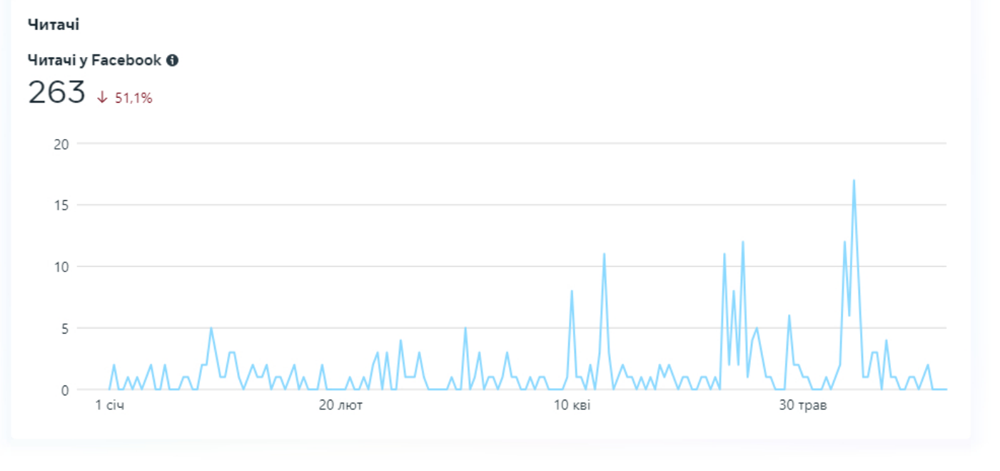 Читачі
Читачі у Facebook
263 ↓ 51,1%
20
15
10
5
0
1 січ 20 лют 10 кві 30 трав